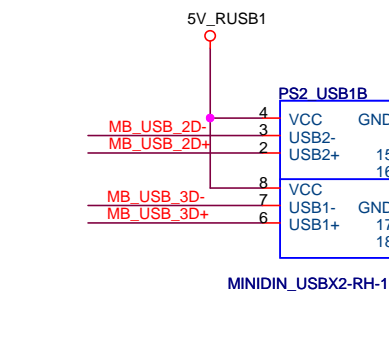 5V_RUSB1
PS2_USB1B
4 VCC GND
MB_USB_2D- 3 USB2-
MB_USB_2D+ 2 USB2+ 15
16
8 VCC
MB_USB_3D- 7 USB1- GND
MB_USB_3D+ 6 USB1+ 17
18
MINIDIN_USBX2-RH-1